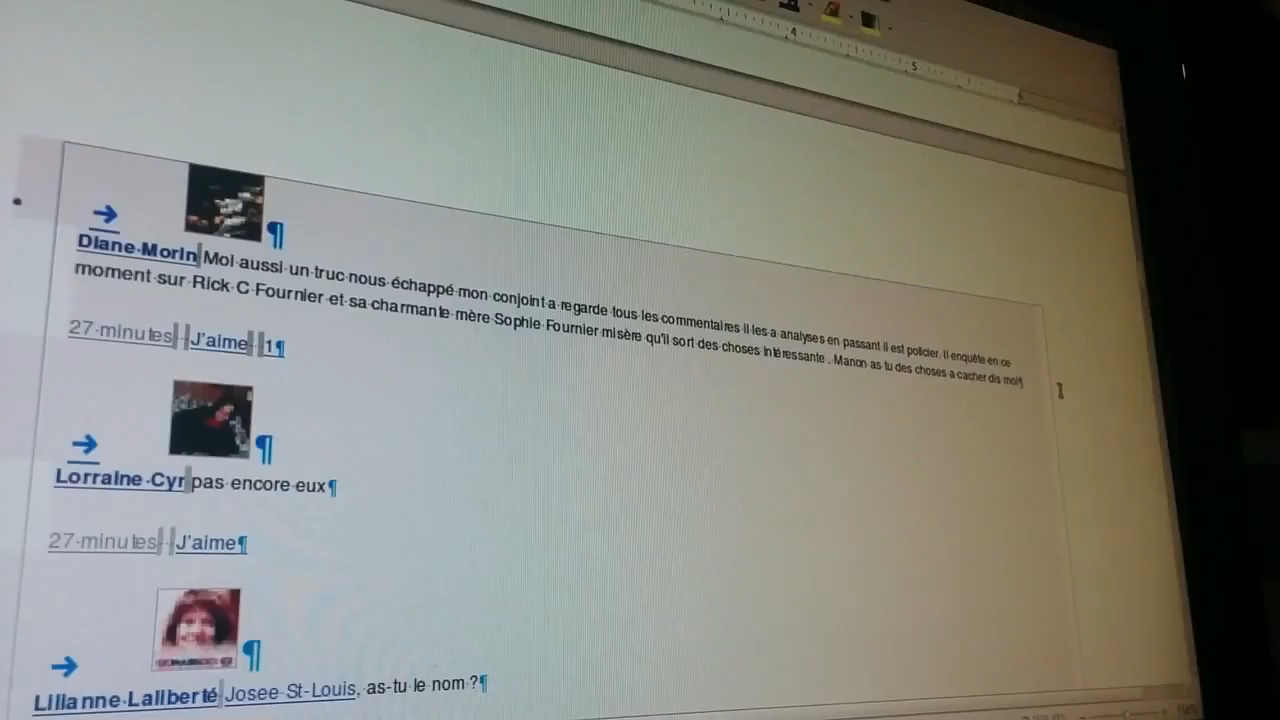 4 5 6
Diane Morin Moi aussi un truc nous échappé mon conjoint a regarde tous les commentaires il les a analyses en passant il est policier. Il enquête en ce
moment sur Rick C Fournier et sa charmante mère Sophie Fournier misère qu'il sort des choses intéressante . Manon as tu des choses a cacher dis moi¶
27 minutes J'aime 1¶
Lorraine Cyr pas encore eux¶
27 minutes J'aime¶
Lilianne Laliberté Josee St-Louis, as-tu le nom ?¶